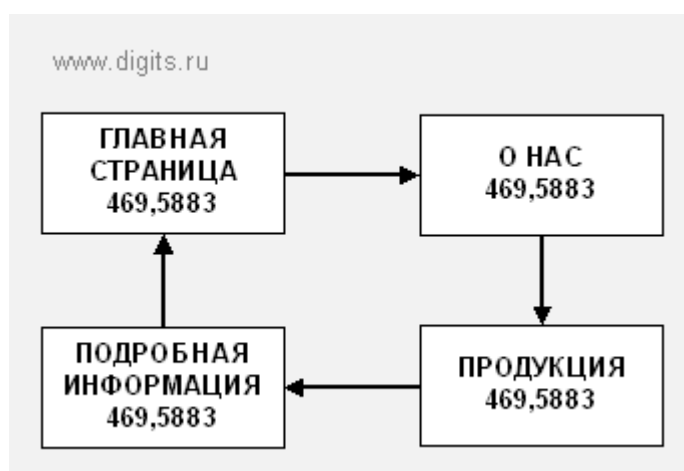 www.digits.ru
ГЛАВНАЯ
СТРАНИЦА
469,5883
О НАС
469,5883
ПОДРОБНАЯ
ИНФОРМАЦИЯ
469,5883
ПРОДУКЦИЯ
469,5883